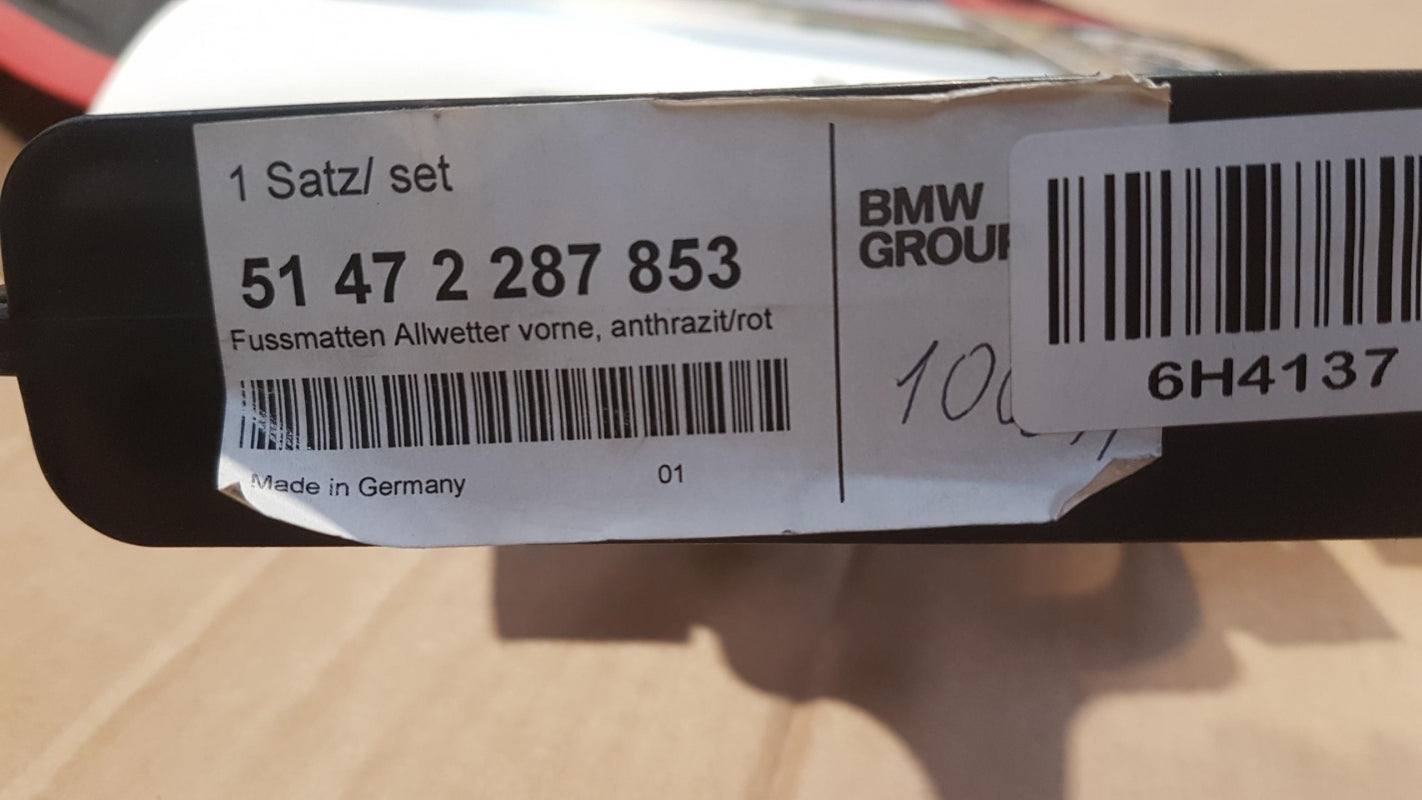 1 Satz/ set
51 47 2 287 853
Fussmatten Allwetter vorne, anthrazit/rot
Made in Germany 01
BMW
GROUP
6H4137